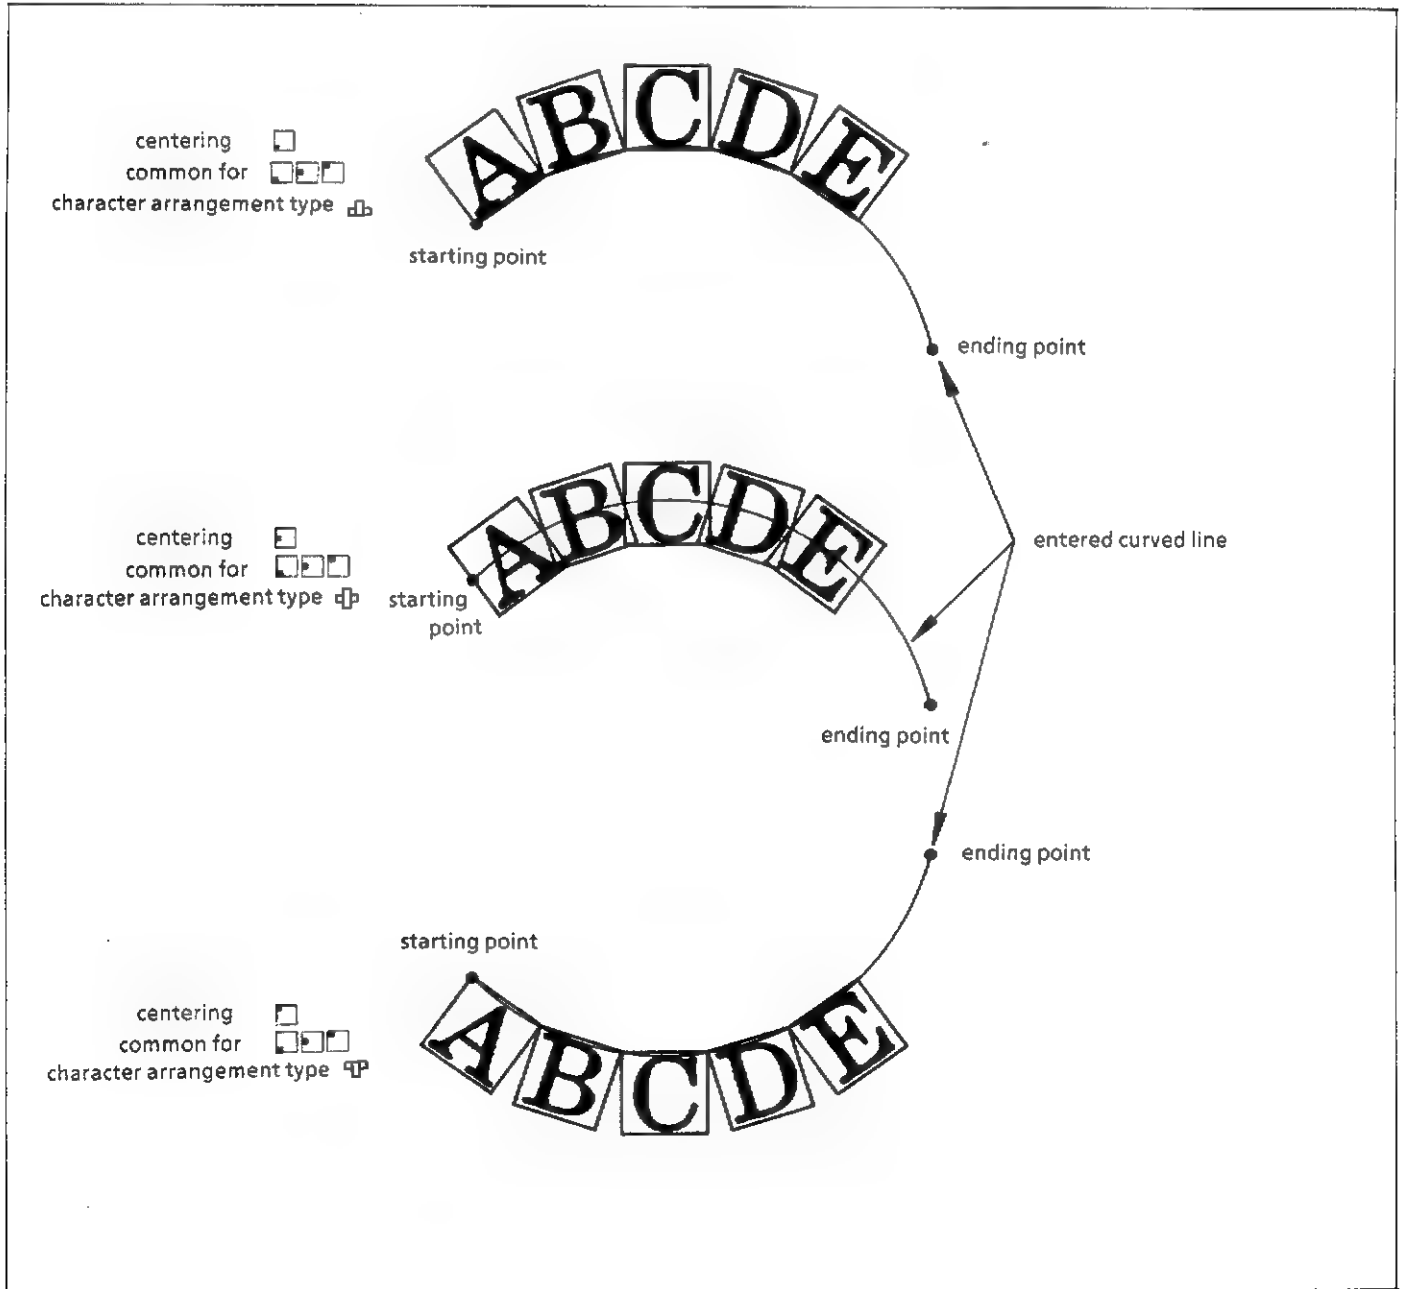 ABCDE
centering
common for
character arrangement type
starting point
ending point
ABCDE
centering
common for
character arrangement type
starting
point
entered curved line
ending point
ending point
starting point
centering
common for
character arrangement type
ABCDE